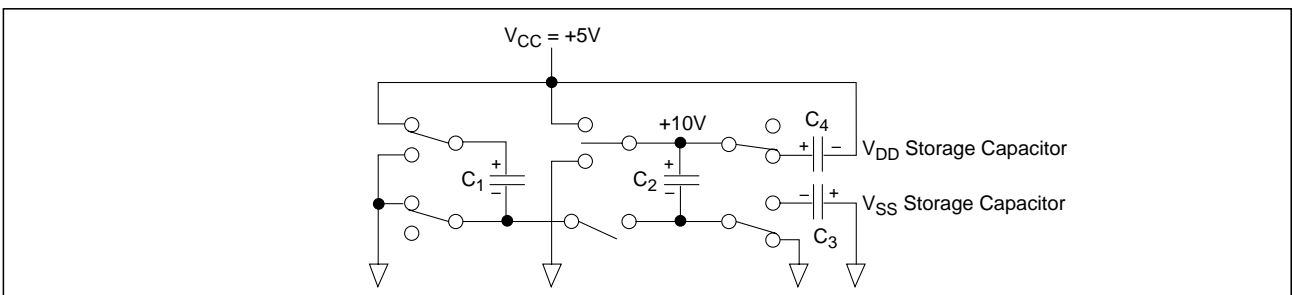 V_CC = +5V
+10V
C_4
+ −
V_DD Storage Capacitor
+
C_1
−
+
C_2
−
− +
V_SS Storage Capacitor
C_3